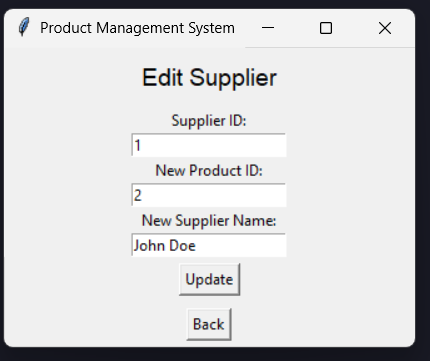 Product Management System
Edit Supplier
Supplier ID:
1
New Product ID:
2
New Supplier Name:
John Doe
Update
Back